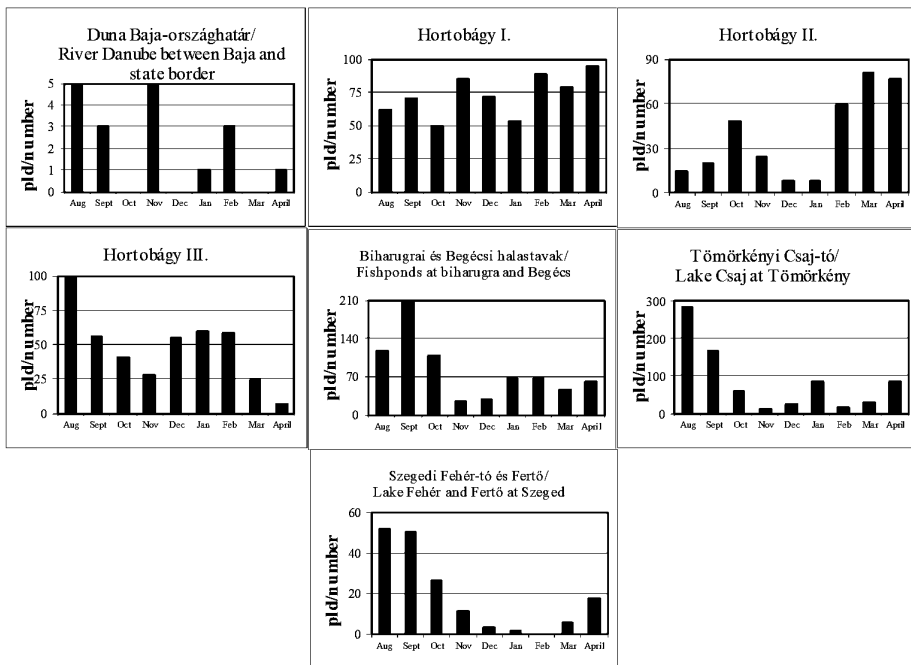 Duna Baja-országhatár/
River Danube between Baja and
state border
pld/number
5
4
3
2
1
0
Aug Sept Oct Nov Dec Jan Feb Mar April
Hortobágy I.
pld/number
100
75
50
25
0
Aug Sept Oct Nov Dec Jan Feb Mar April
Hortobágy II.
pld/number
90
60
30
0
Aug Sept Oct Nov Dec Jan Feb Mar April
Hortobágy III.
pld/number
100
75
50
25
0
Aug Sept Oct Nov Dec Jan Feb Mar April
Biharugrai és Begécsi halastavak/
Fishponds at biharugra and Begécs
pld/number
210
140
70
0
Aug Sept Oct Nov Dec Jan Feb Mar April
Tömörkényi Csaj-tó/
Lake Csaj at Tömörkény
pld/number
300
200
100
0
Aug Sept Oct Nov Dec Jan Feb Mar April
Szegedi Fehér-tó és Fertő/
Lake Fehér and Fertő at Szeged
pld/number
60
40
20
0
Aug Sept Oct Nov Dec Jan Feb Mar April